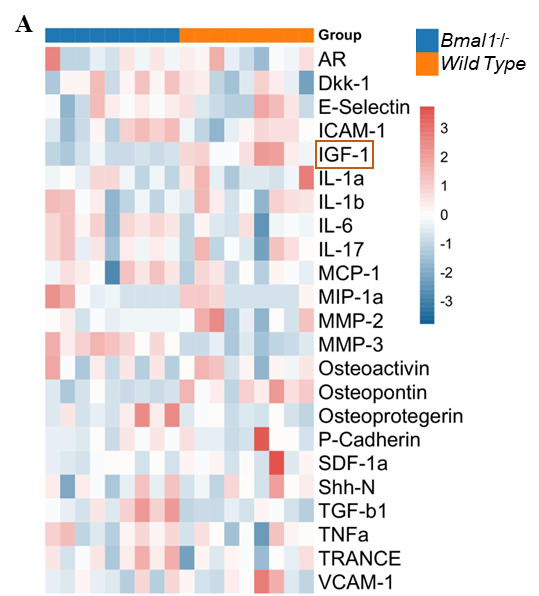 A
Group
Bmal1-/-
Wild Type
AR
Dkk-1
E-Selectin
ICAM-1
IGF-1
IL-1a
IL-1b
IL-6
IL-17
MCP-1
MIP-1a
MMP-2
MMP-3
Osteoactivin
Osteopontin
Osteoprotegerin
P-Cadherin
SDF-1a
Shh-N
TGF-b1
TNFa
TRANCE
VCAM-1
3
2
1
0
-1
-2
-3